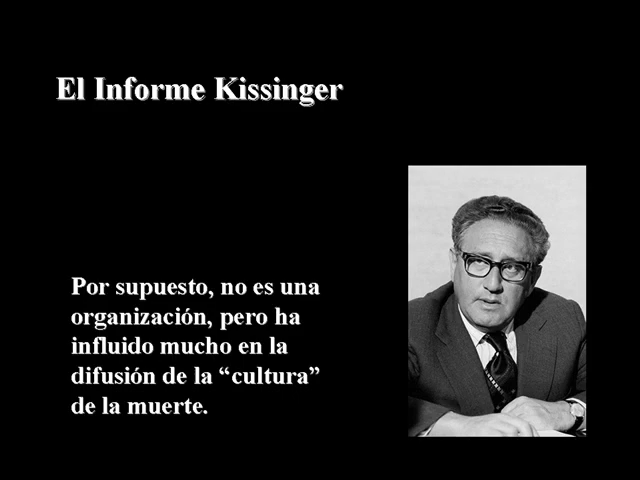 El Informe Kissinger
Por supuesto, no es una
organización, pero ha
influido mucho en la
difusión de la “cultura”
de la muerte.